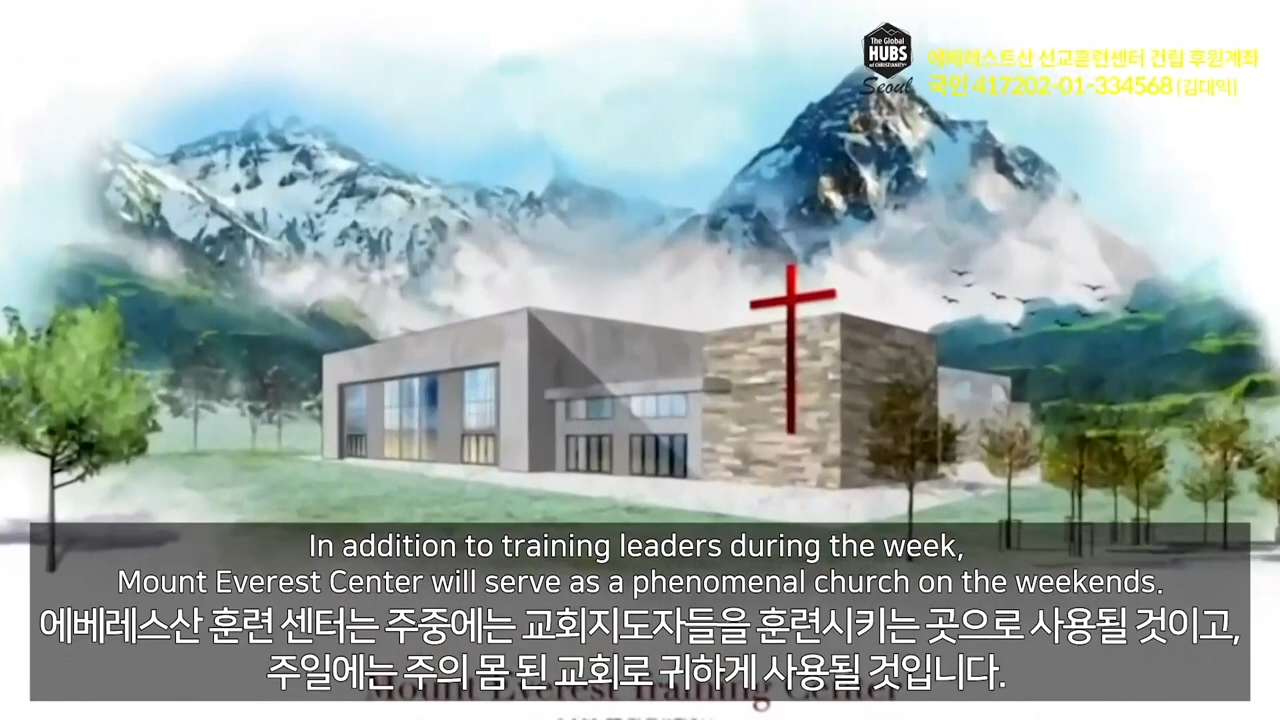 The Global
HUBS
of CHRISTIANITY
Seoul
에베레스트산 선교훈련센터 건립 후원계좌
국민 417202-01-334568 (김대억)
In addition to training leaders during the week,
Mount Everest Center will serve as a phenomenal church on the weekends.
에베레스산 훈련 센터는 주중에는 교회지도자들을 훈련시키는 곳으로 사용될 것이고,
주일에는 주의 몸 된 교회로 귀하게 사용될 것입니다.
Mount Everest Training Center